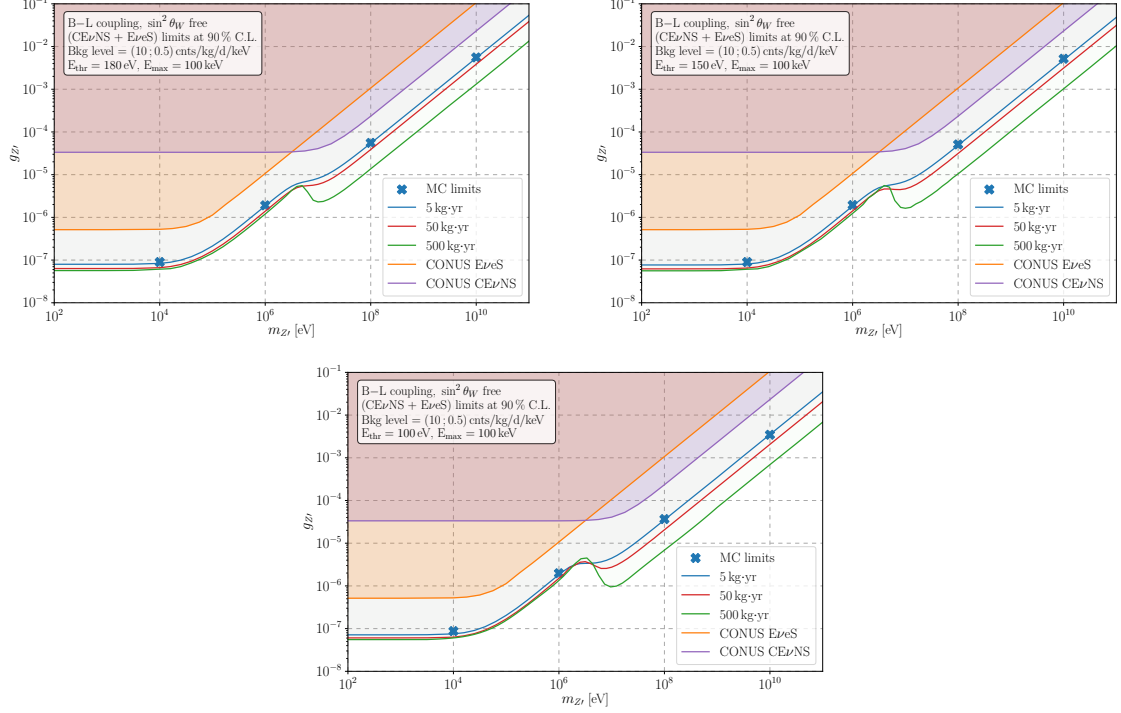 B−L coupling, sin² θ_W free
(CEνNS + EνeS) limits at 90 % C.L.
Bkg level = (10 ; 0.5) cnts/kg/d/keV
E_thr = 180 eV, E_max = 100 keV
10⁻¹
10⁻²
10⁻³
10⁻⁴
10⁻⁵
10⁻⁶
10⁻⁷
10⁻⁸
g_Z′
MC limits
5 kg·yr
50 kg·yr
500 kg·yr
CONUS EνeS
CONUS CEνNS
10² 10⁴ 10⁶ 10⁸ 10¹⁰
m_Z′ [eV]
B−L coupling, sin² θ_W free
(CEνNS + EνeS) limits at 90 % C.L.
Bkg level = (10 ; 0.5) cnts/kg/d/keV
E_thr = 150 eV, E_max = 100 keV
10⁻¹
10⁻²
10⁻³
10⁻⁴
10⁻⁵
10⁻⁶
10⁻⁷
10⁻⁸
g_Z′
MC limits
5 kg·yr
50 kg·yr
500 kg·yr
CONUS EνeS
CONUS CEνNS
10² 10⁴ 10⁶ 10⁸ 10¹⁰
m_Z′ [eV]
B−L coupling, sin² θ_W free
(CEνNS + EνeS) limits at 90 % C.L.
Bkg level = (10 ; 0.5) cnts/kg/d/keV
E_thr = 100 eV, E_max = 100 keV
10⁻¹
10⁻²
10⁻³
10⁻⁴
10⁻⁵
10⁻⁶
10⁻⁷
10⁻⁸
g_Z′
MC limits
5 kg·yr
50 kg·yr
500 kg·yr
CONUS EνeS
CONUS CEνNS
10² 10⁴ 10⁶ 10⁸ 10¹⁰
m_Z′ [eV]